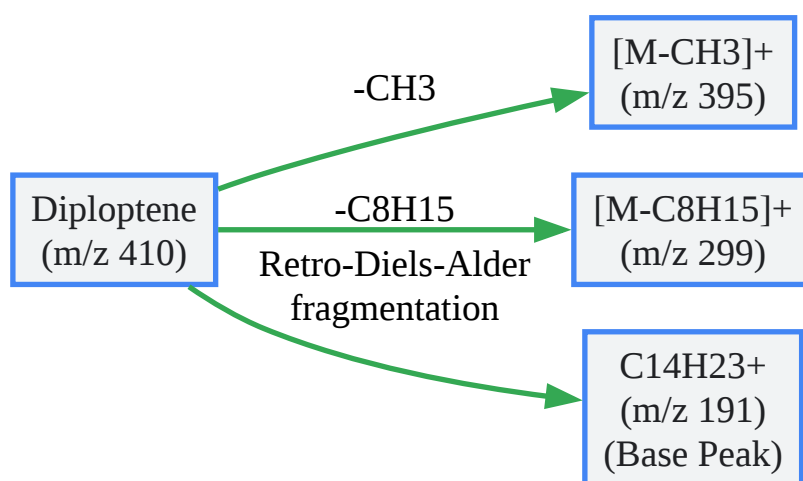 [M-CH3]+
(m/z 395)
-CH3
Diploptene
(m/z 410)
-C8H15
[M-C8H15]+
(m/z 299)
Retro-Diels-Alder
fragmentation
C14H23+
(m/z 191)
(Base Peak)